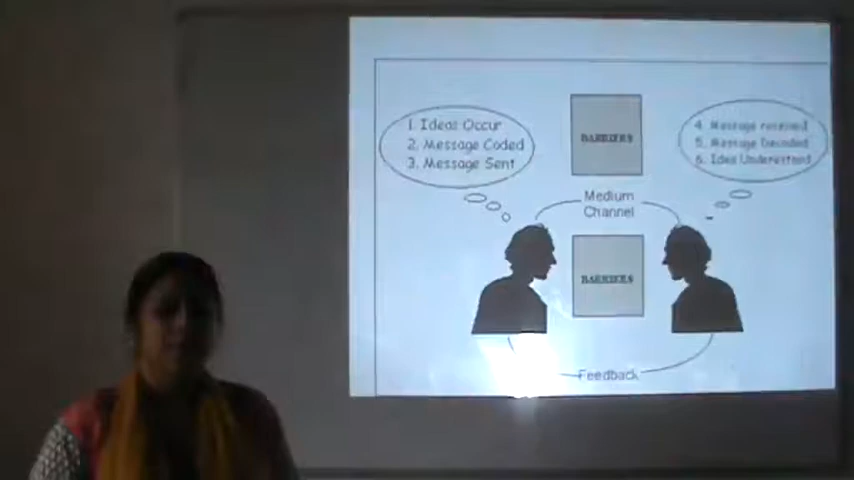 1. Ideas Occur
2. Message Coded
3. Message Sent
BARRIERS
4. Message received
5. Message Decoded
6. Idea Understood
Medium
Channel
BARRIERS
Feedback